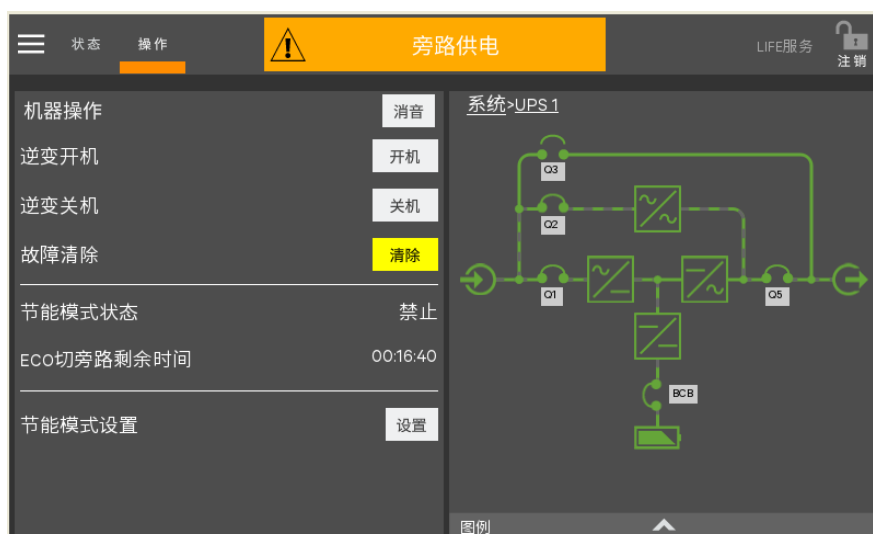 状态 操作 旁路供电 LIFE服务 注销
机器操作 消音
逆变开机 开机
逆变关机 关机
故障清除 清除
节能模式状态 禁止
ECO切旁路剩余时间 00:16:40
节能模式设置 设置
系统>UPS 1
Q3
Q2
Q1
Q5
BCB
图例